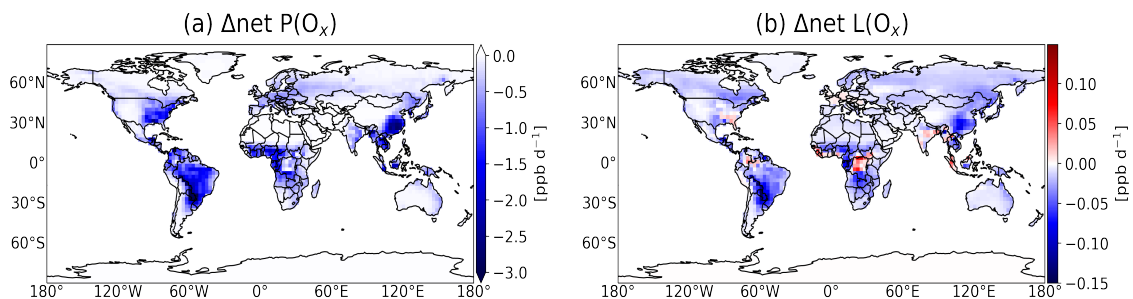 (a) Δnet P(Oₓ)
(b) Δnet L(Oₓ)
60°N
30°N
0°
30°S
60°S
180°
120°W
60°W
0°
60°E
120°E
180°
0.0
−0.5
−1.0
−1.5
−2.0
−2.5
−3.0
[ppb d⁻¹]
60°N
30°N
0°
30°S
60°S
180°
120°W
60°W
0°
60°E
120°E
180°
0.10
0.05
0.00
−0.05
−0.10
−0.15
[ppb d⁻¹]